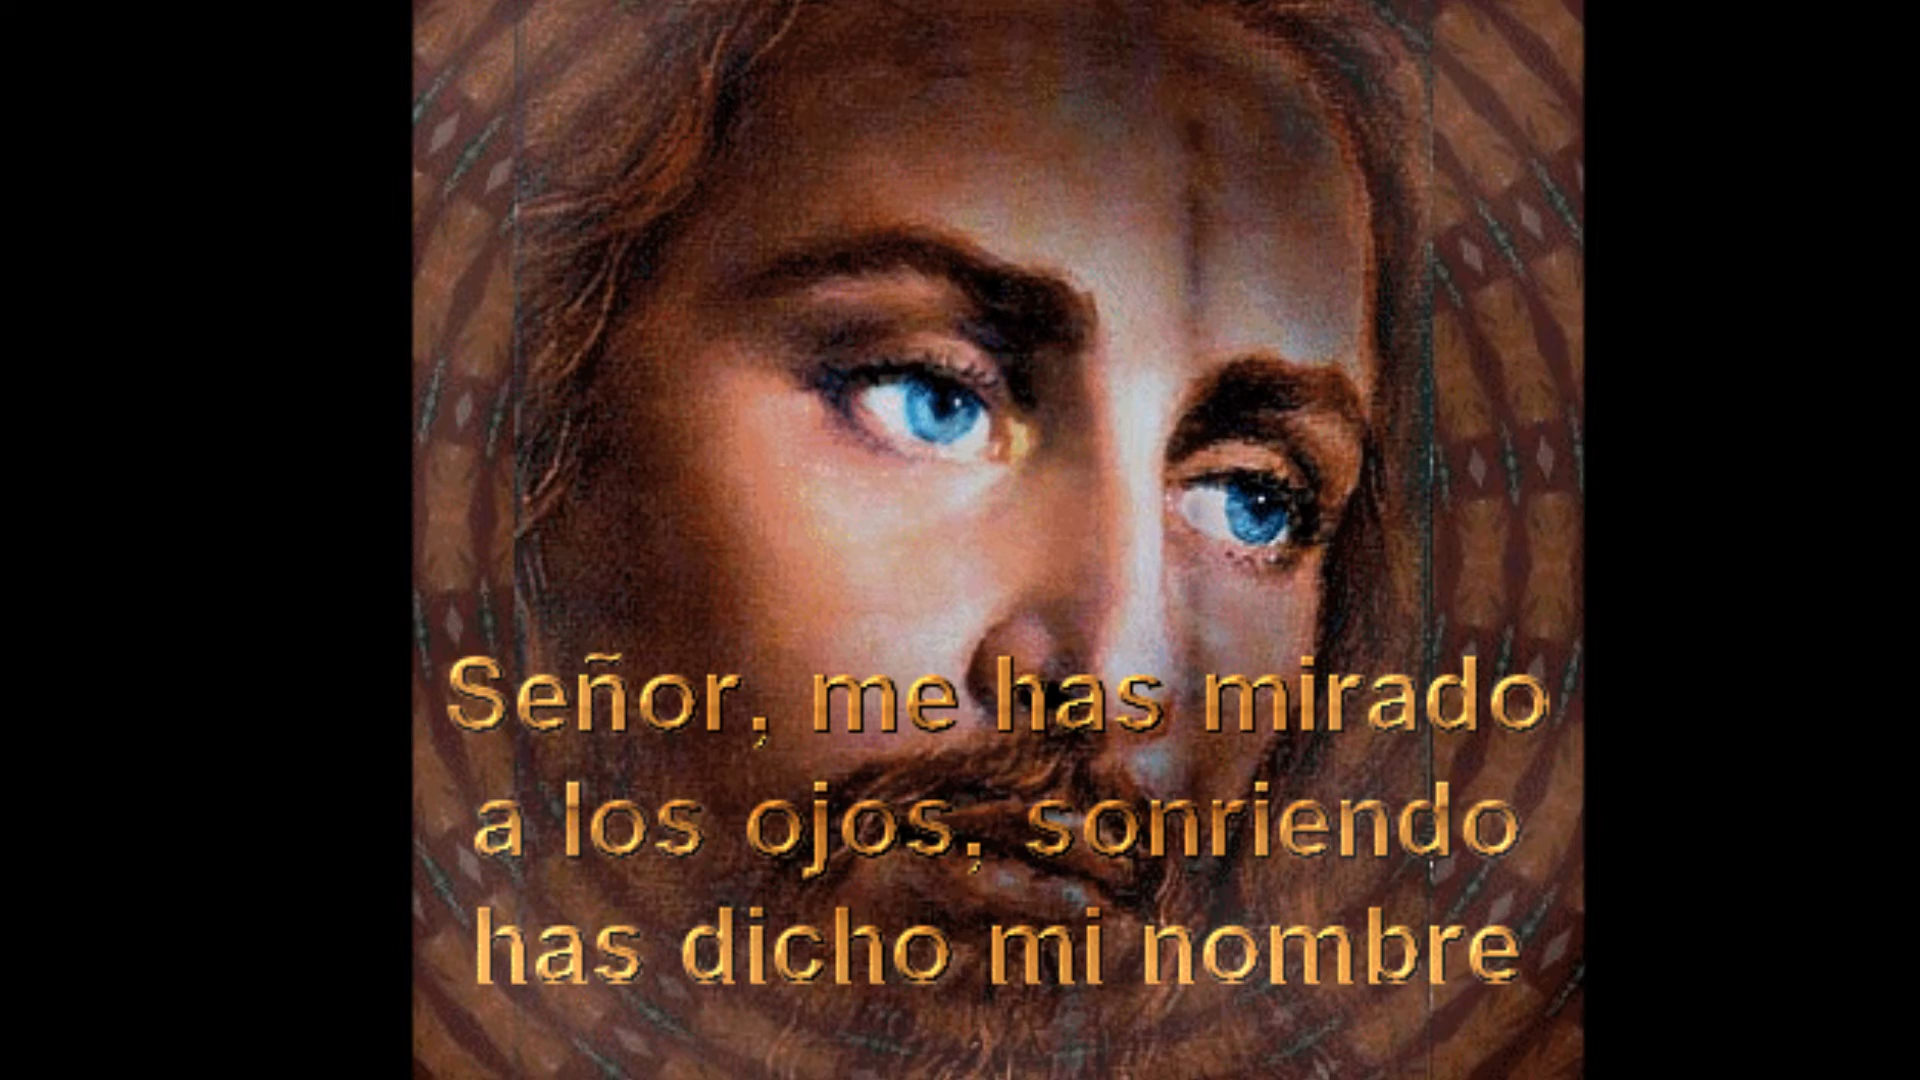 Señor, me has mirado
a los ojos, sonriendo
has dicho mi nombre